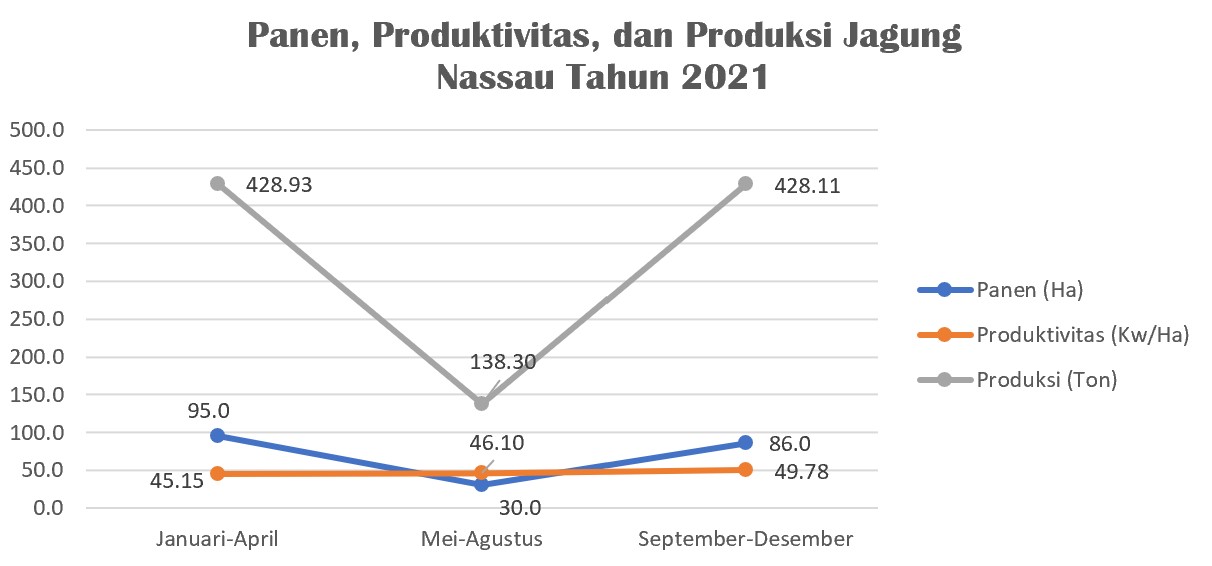 Panen, Produktivitas, dan Produksi Jagung
Nassau Tahun 2021
500.0
450.0
400.0
350.0
300.0
250.0
200.0
150.0
100.0
50.0
0.0
428.93
428.11
138.30
95.0
46.10
86.0
45.15
49.78
30.0
Januari-April
Mei-Agustus
September-Desember
Panen (Ha)
Produktivitas (Kw/Ha)
Produksi (Ton)